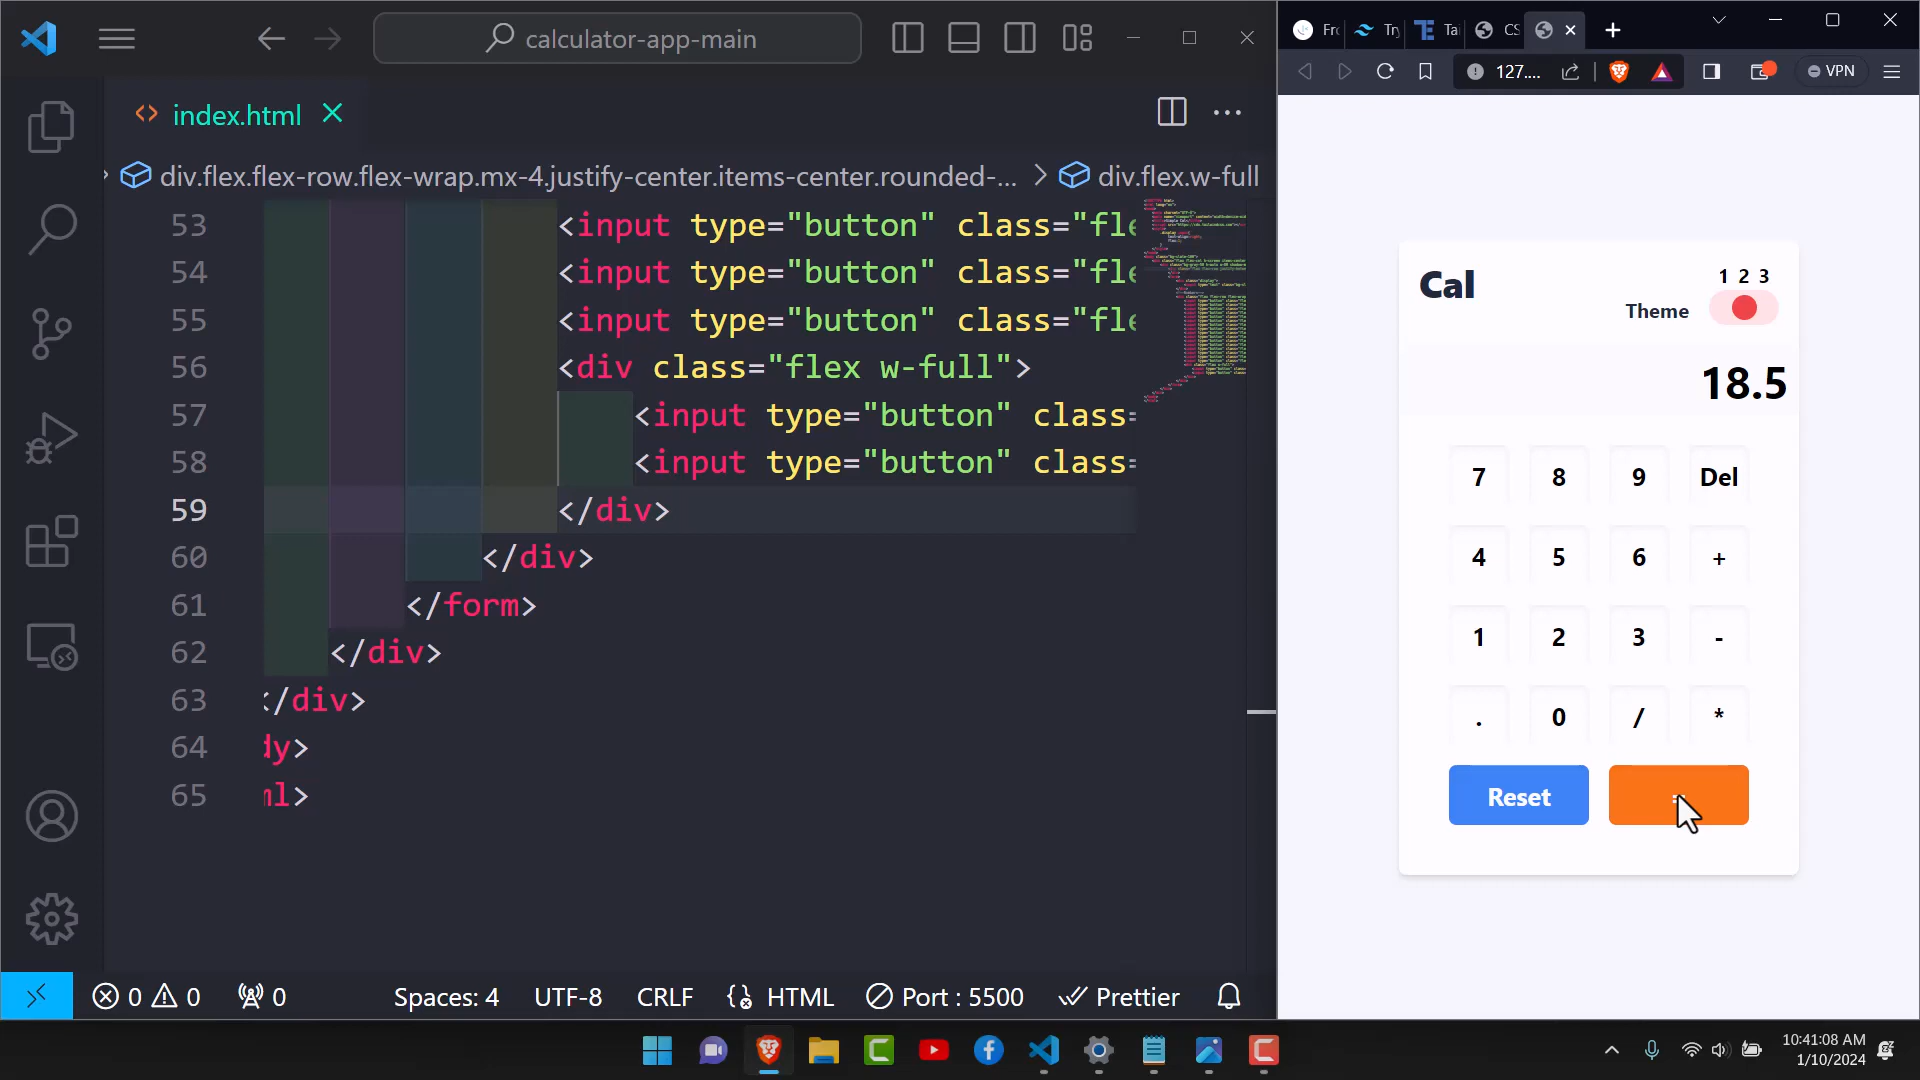 calculator-app-main
index.html
div.flex.flex-row.flex-wrap.mx-4.justify-center.items-center.rounded-... > div.flex.w-full
53 <input type="button" class="fle
54 <input type="button" class="fle
55 <input type="button" class="fle
56 <div class="flex w-full">
57 <input type="button" class=
58 <input type="button" class=
59 </div>
60 </div>
61 </form>
62 </div>
63 </div>
64 dy>
65 ml>
0 0 0 Spaces: 4 UTF-8 CRLF HTML Port : 5500 Prettier
Fr Ty Tai CS
127.... VPN
Cal
1 2 3
Theme
18.5
7 8 9 Del
4 5 6 +
1 2 3 -
. 0 / *
Reset =
10:41:08 AM
1/10/2024